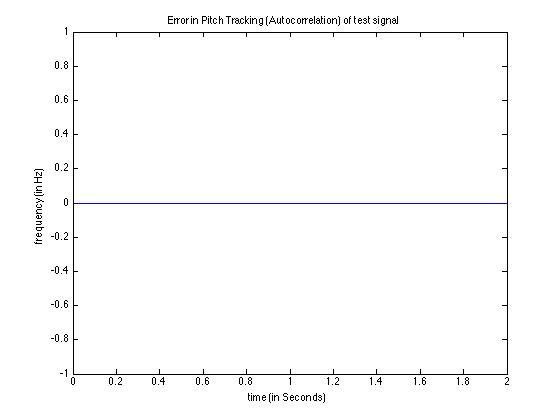 Error in Pitch Tracking (Autocorrelation) of test signal
1
0.8
0.6
0.4
0.2
0
-0.2
-0.4
-0.6
-0.8
-1
frequency (in Hz)
0 0.2 0.4 0.6 0.8 1 1.2 1.4 1.6 1.8 2
time (in Seconds)